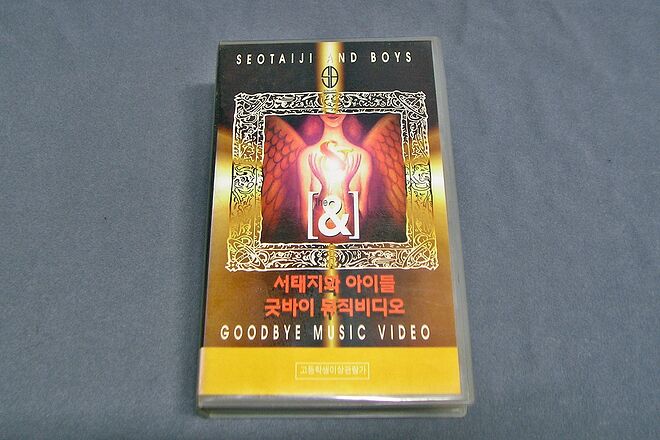 SEOTAIJI AND BOYS
[The &]
서태지와 아이들
굿바이 뮤직비디오
GOODBYE MUSIC VIDEO
고등학생이상관람가